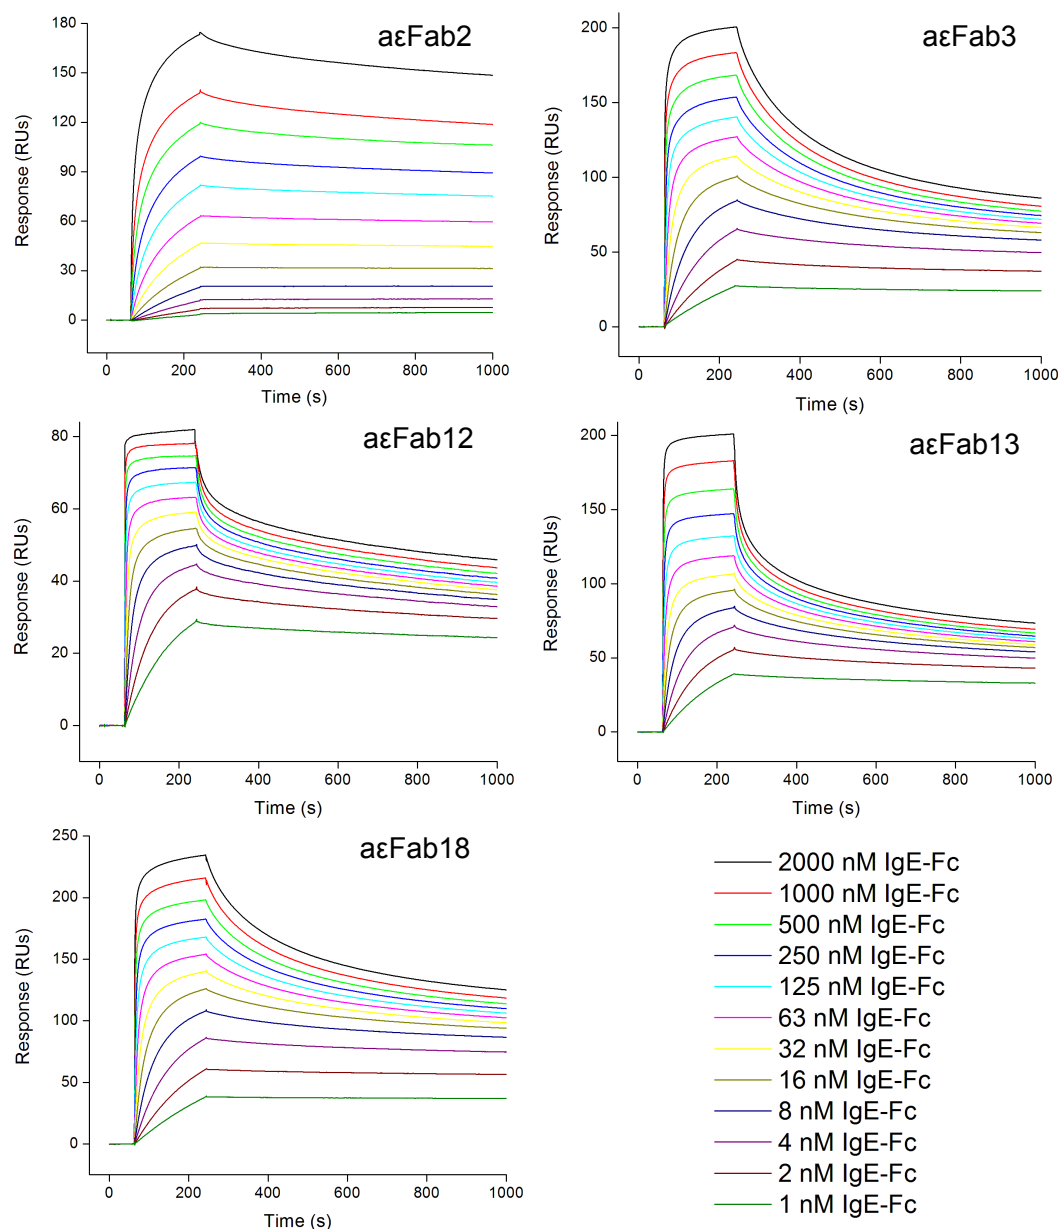 aεFab2
180
150
120
90
60
30
0
Response (RUs)
0 200 400 600 800 1000
Time (s)
aεFab3
200
150
100
50
0
Response (RUs)
0 200 400 600 800 1000
Time (s)
aεFab12
80
60
40
20
0
Response (RUs)
0 200 400 600 800 1000
Time (s)
aεFab13
200
150
100
50
0
Response (RUs)
0 200 400 600 800 1000
Time (s)
aεFab18
250
200
150
100
50
0
Response (RUs)
0 200 400 600 800 1000
Time (s)
2000 nM IgE-Fc
1000 nM IgE-Fc
500 nM IgE-Fc
250 nM IgE-Fc
125 nM IgE-Fc
63 nM IgE-Fc
32 nM IgE-Fc
16 nM IgE-Fc
8 nM IgE-Fc
4 nM IgE-Fc
2 nM IgE-Fc
1 nM IgE-Fc